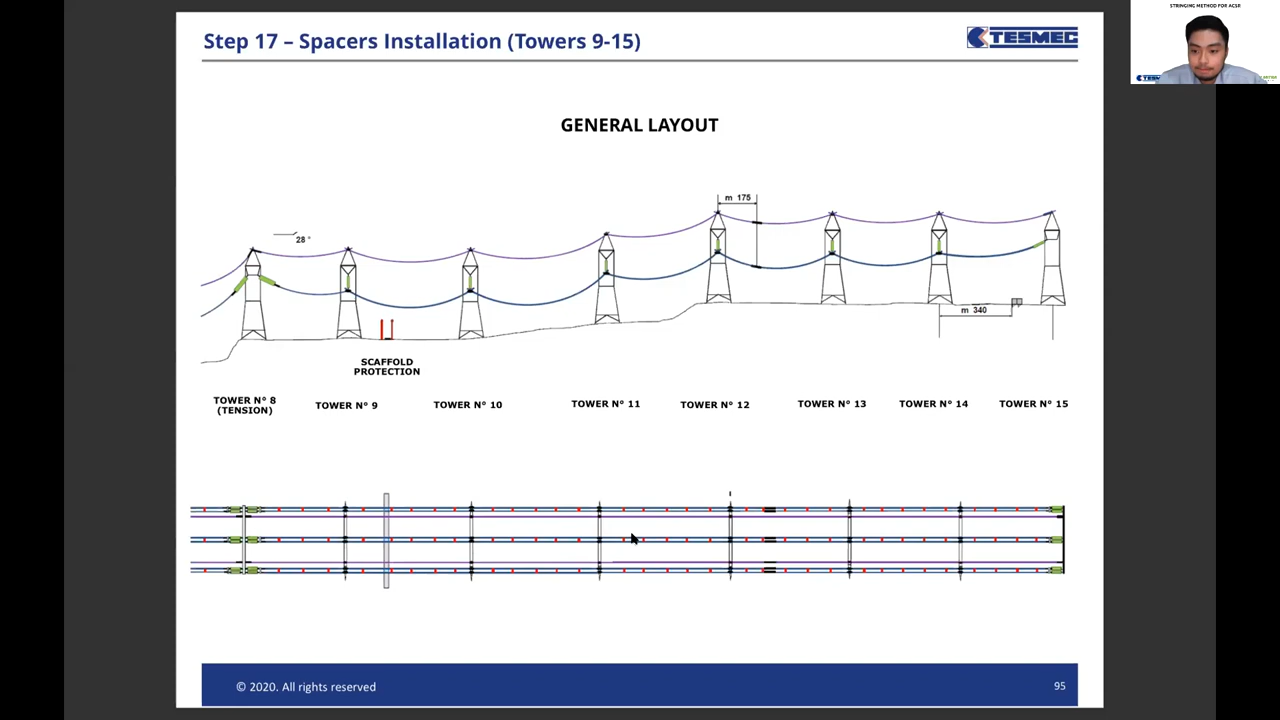 STRINGING METHOD FOR ACSR
Step 17 – Spacers Installation (Towers 9-15)
TESMEC
GENERAL LAYOUT
m 175
28 °
m 340
SCAFFOLD
PROTECTION
TOWER N° 8
(TENSION)
TOWER N° 9
TOWER N° 10
TOWER N° 11
TOWER N° 12
TOWER N° 13
TOWER N° 14
TOWER N° 15
© 2020. All rights reserved
95